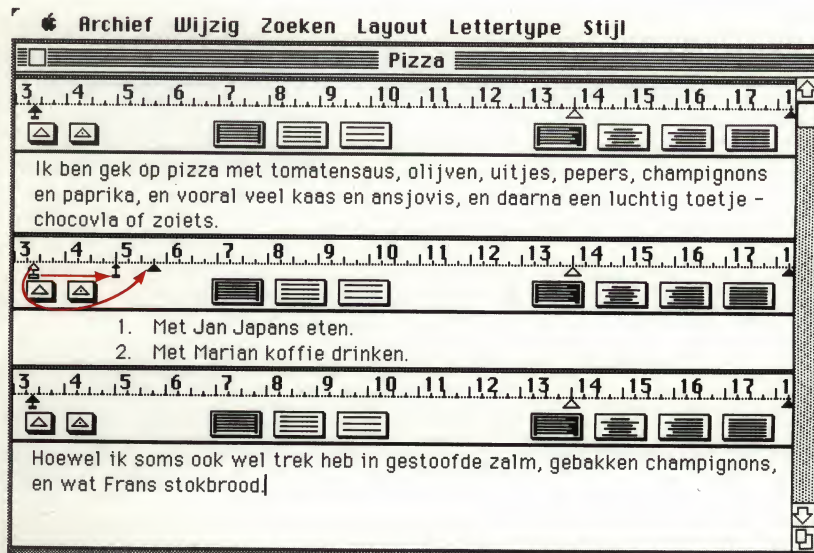 Archief Wijzig Zoeken Layout Lettertype Stijl
Pizza
3 4 5 6 7 8 9 10 11 12 13 14 15 16 17 1
Ik ben gek op pizza met tomatensaus, olijven, uitjes, pepers, champignons
en paprika, en vooral veel kaas en ansjovis, en daarna een luchtig toetje -
chocovla of zoiets.
3 4 5 6 7 8 9 10 11 12 13 14 15 16 17 1
1. Met Jan Japans eten.
2. Met Marian koffie drinken.
3 4 5 6 7 8 9 10 11 12 13 14 15 16 17 1
Hoewel ik soms ook wel trek heb in gestoofde zalm, gebakken champignons,
en wat Frans stokbrood.